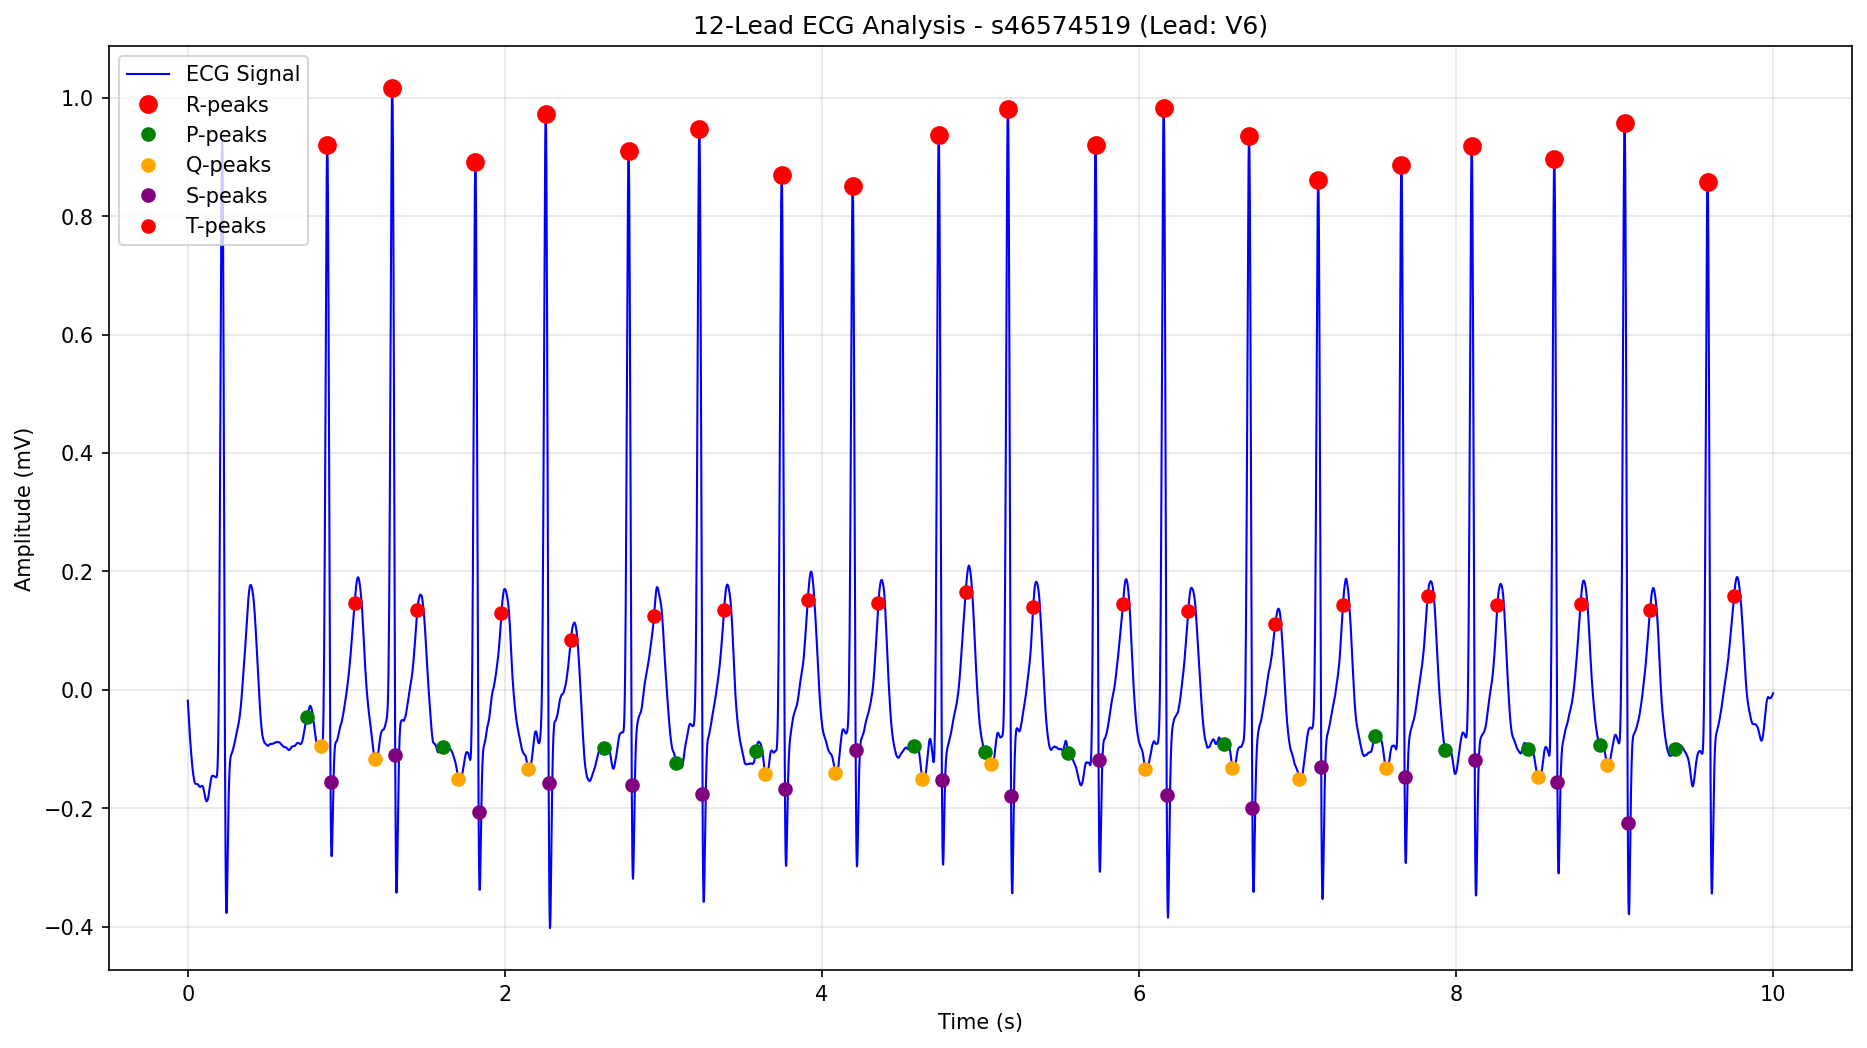 12-Lead ECG Analysis - s46574519 (Lead: V6)
ECG Signal
R-peaks
P-peaks
Q-peaks
S-peaks
T-peaks
1.0
0.8
0.6
0.4
0.2
0.0
−0.2
−0.4
Amplitude (mV)
0 2 4 6 8 10
Time (s)